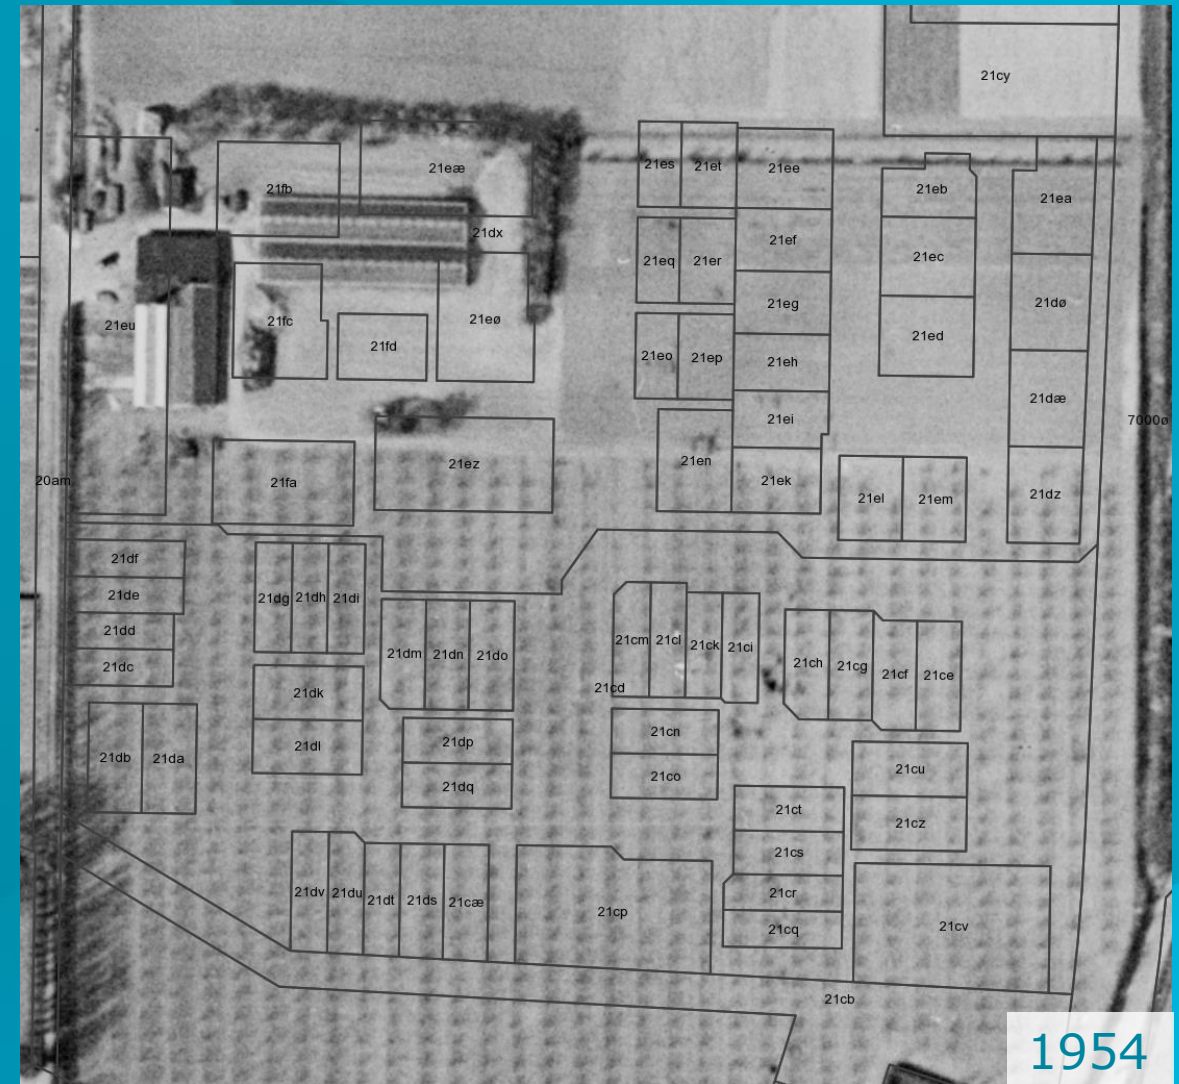 21cy
21es
21et
21ee
21eæ
21fb
21eb
21ea
21dx
21ef
21ec
21eq
21er
21eg
21dø
21eu
21fc
21eø
21fd
21eo
21ep
21eh
21ed
21dæ
21ei
7000ø
21en
21ez
20am
21fa
21ek
21el
21em
21dz
21df
21de
21dg
21dh
21di
21dd
21dc
21dm
21dn
21do
21cm
21cl
21ck
21ci
21ch
21cg
21cf
21ce
21dk
21cd
21cn
21dl
21dp
21db
21da
21co
21cu
21dq
21ct
21cz
21cs
21dv
21du
21dt
21ds
21cæ
21cp
21cr
21cq
21cv
21cb
1954